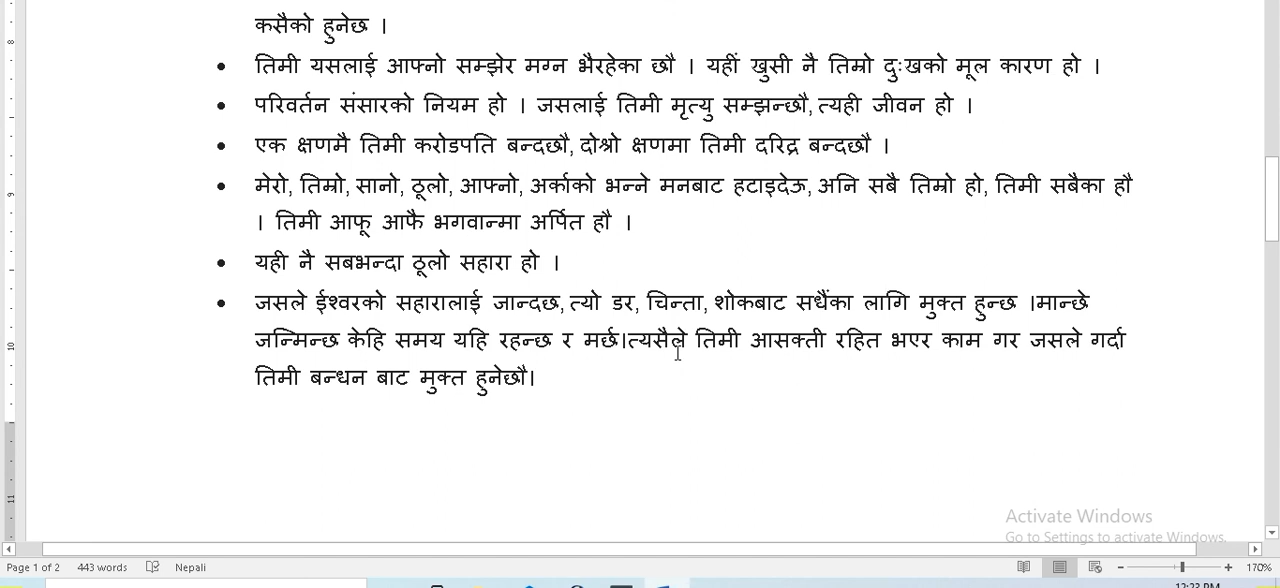 कसैको हुनेछ ।
• तिमी यसलाई आफ्नो सम्झेर मग्न भैरहेका छौ । यहीं खुसी नै तिम्रो दुःखको मूल कारण हो ।
• परिवर्तन संसारको नियम हो । जसलाई तिमी मृत्यु सम्झन्छौ, त्यही जीवन हो ।
• एक क्षणमै तिमी करोडपति बन्दछौ, दोश्रो क्षणमा तिमी दरिद्र बन्दछौ ।
• मेरो, तिम्रो, सानो, ठूलो, आफ्नो, अर्काको भन्ने मनबाट हटाइदेऊ, अनि सबै तिम्रो हो, तिमी सबैका हौ
। तिमी आफू आफै भगवान्मा अर्पित हौ ।
• यही नै सबभन्दा ठूलो सहारा हो ।
• जसले ईश्वरको सहारालाई जान्दछ, त्यो डर, चिन्ता, शोकबाट सधैंका लागि मुक्त हुन्छ ।मान्छे
जन्मिन्छ केहि समय यहि रहन्छ र मर्छ।त्यसैले तिमी आसक्ती रहित भएर काम गर जसले गर्दा
तिमी बन्धन बाट मुक्त हुनेछौ।
Activate Windows
Go to Settings to activate Windows.
Page 1 of 2 443 words Nepali 170%